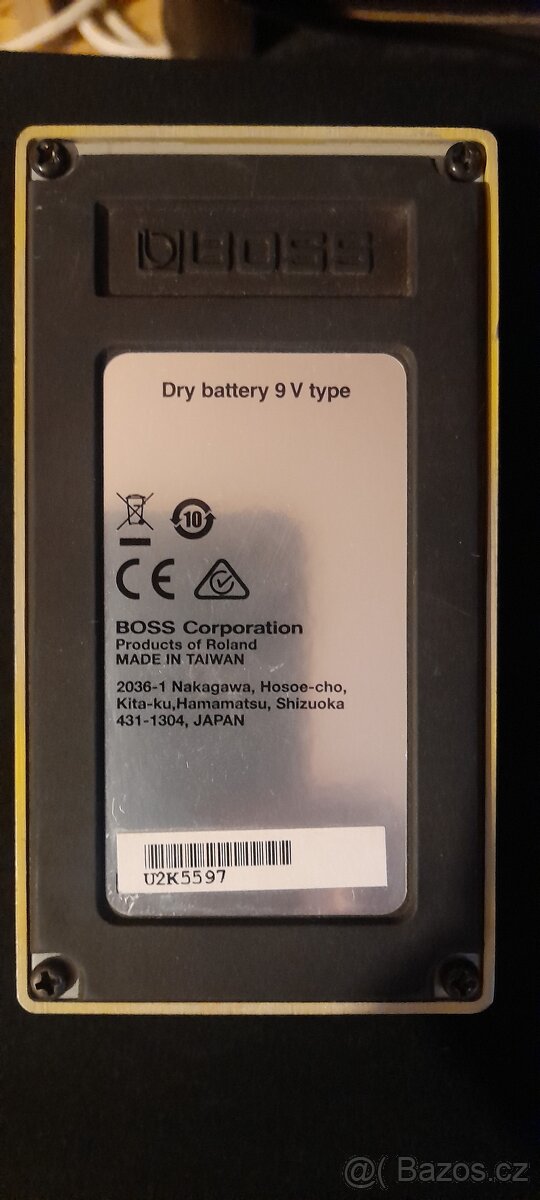 BOSS
Dry battery 9 V type
10
CE
BOSS Corporation
Products of Roland
MADE IN TAIWAN
2036-1 Nakagawa, Hosoe-cho,
Kita-ku,Hamamatsu, Shizuoka
431-1304, JAPAN
U2K5597
@( Bazos.cz